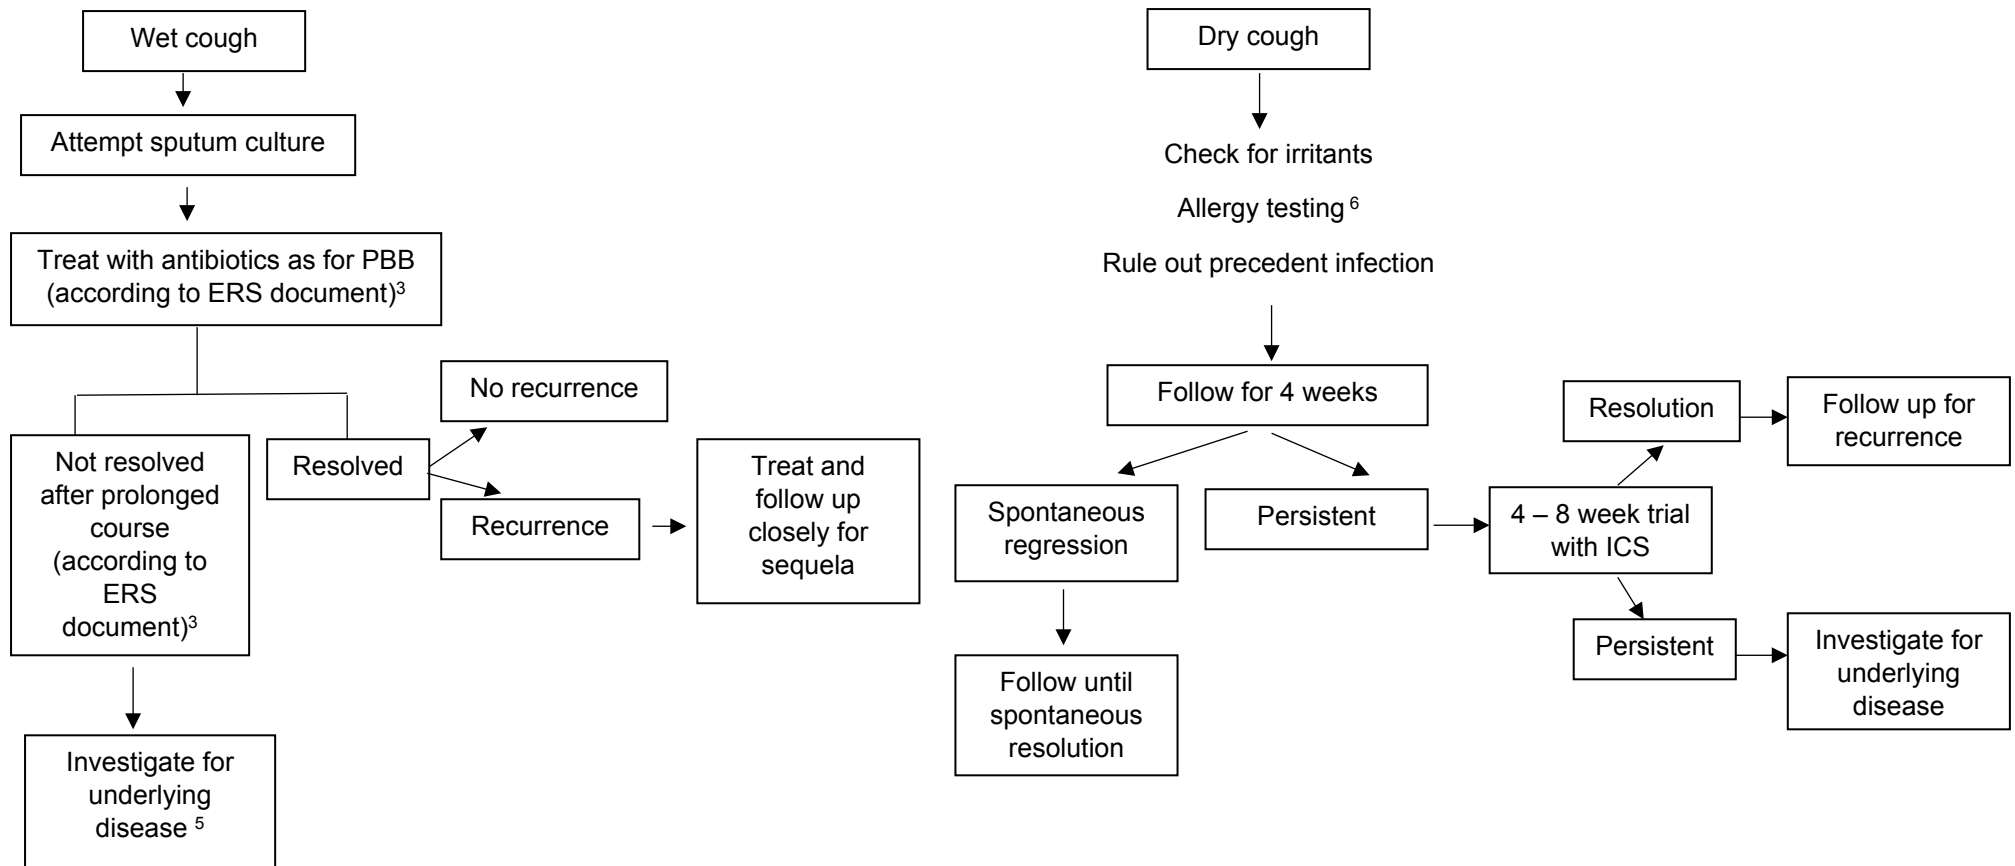 Wet cough
Attempt sputum culture
Treat with antibiotics as for PBB
(according to ERS document)³
Not resolved
after prolonged
course
(according to
ERS
document)³
Investigate for
underlying
disease ⁵
Resolved
No recurrence
Recurrence
Treat and
follow up
closely for
sequela
Dry cough
Check for irritants
Allergy testing ⁶
Rule out precedent infection
Follow for 4 weeks
Spontaneous
regression
Follow until
spontaneous
resolution
Persistent
4 – 8 week trial
with ICS
Resolution
Follow up for
recurrence
Persistent
Investigate for
underlying
disease